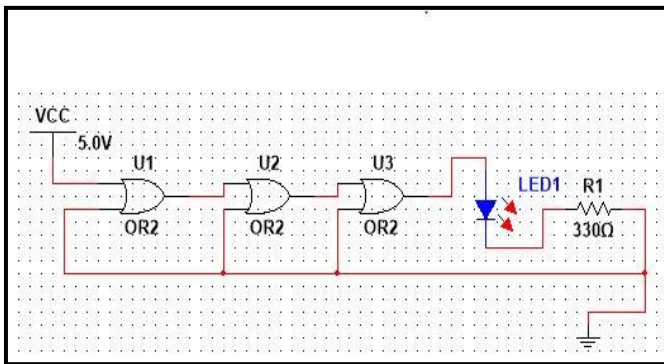 VCC
5.0V
U1
U2
U3
LED1
R1
OR2
OR2
OR2
330Ω